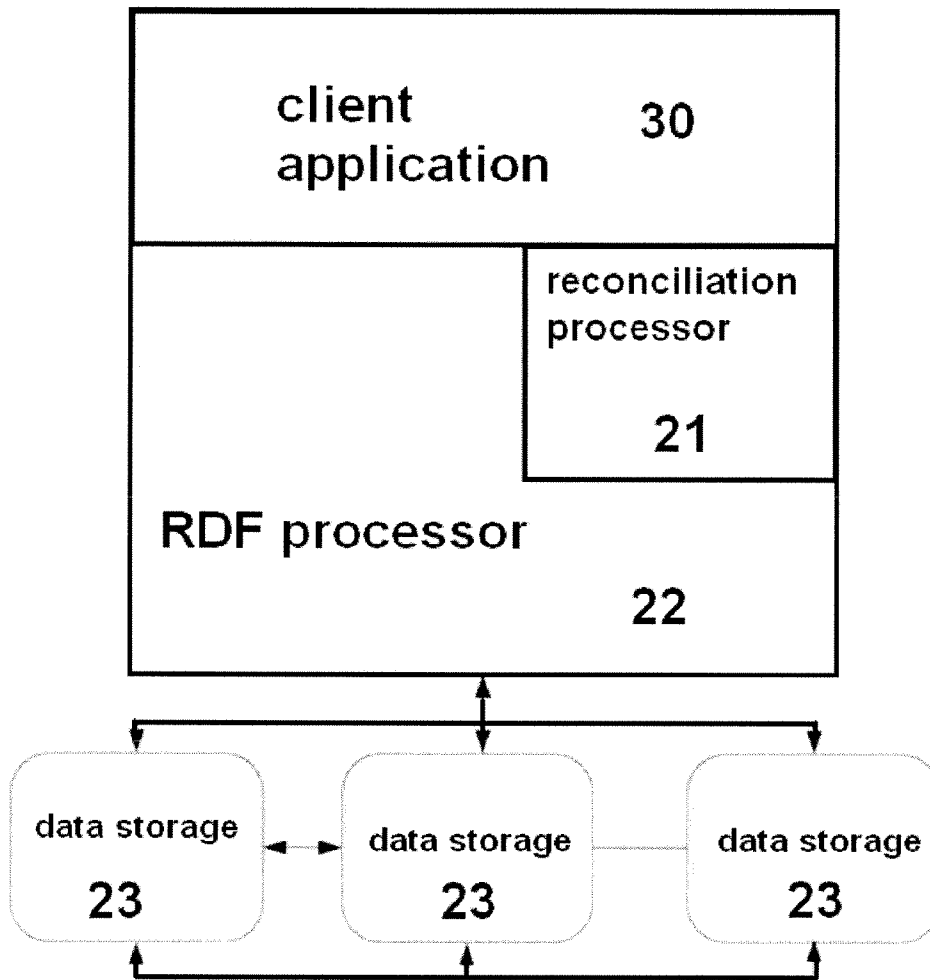 client
application
30
reconciliation
processor
21
RDF processor
22
data storage
23
data storage
23
data storage
23